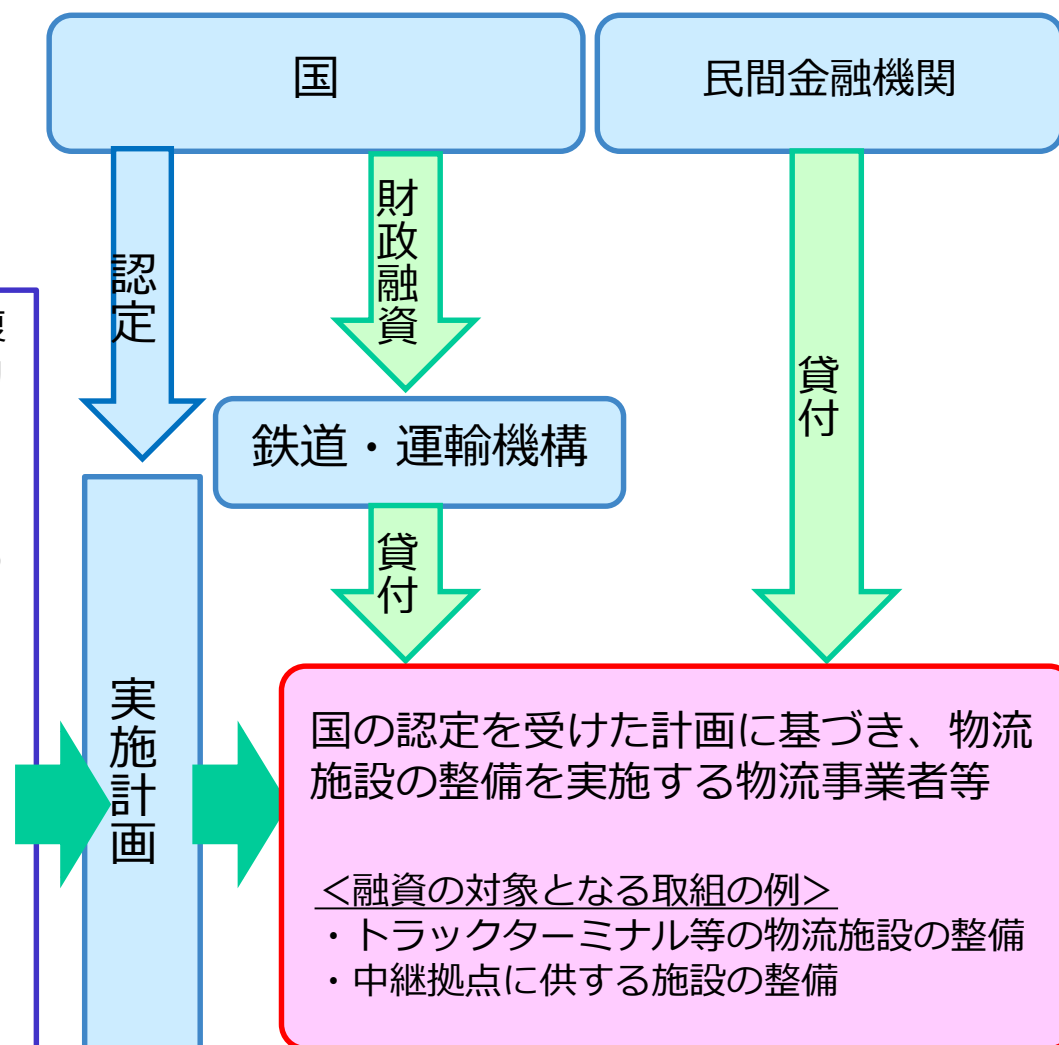 国
民間金融機関
認定
財政融資
貸付
鉄道・運輸機構
貸付
実施計画
国の認定を受けた計画に基づき、物流
施設の整備を実施する物流事業者等
<融資の対象となる取組の例>
・トラックターミナル等の物流施設の整備
・中継拠点に供する施設の整備